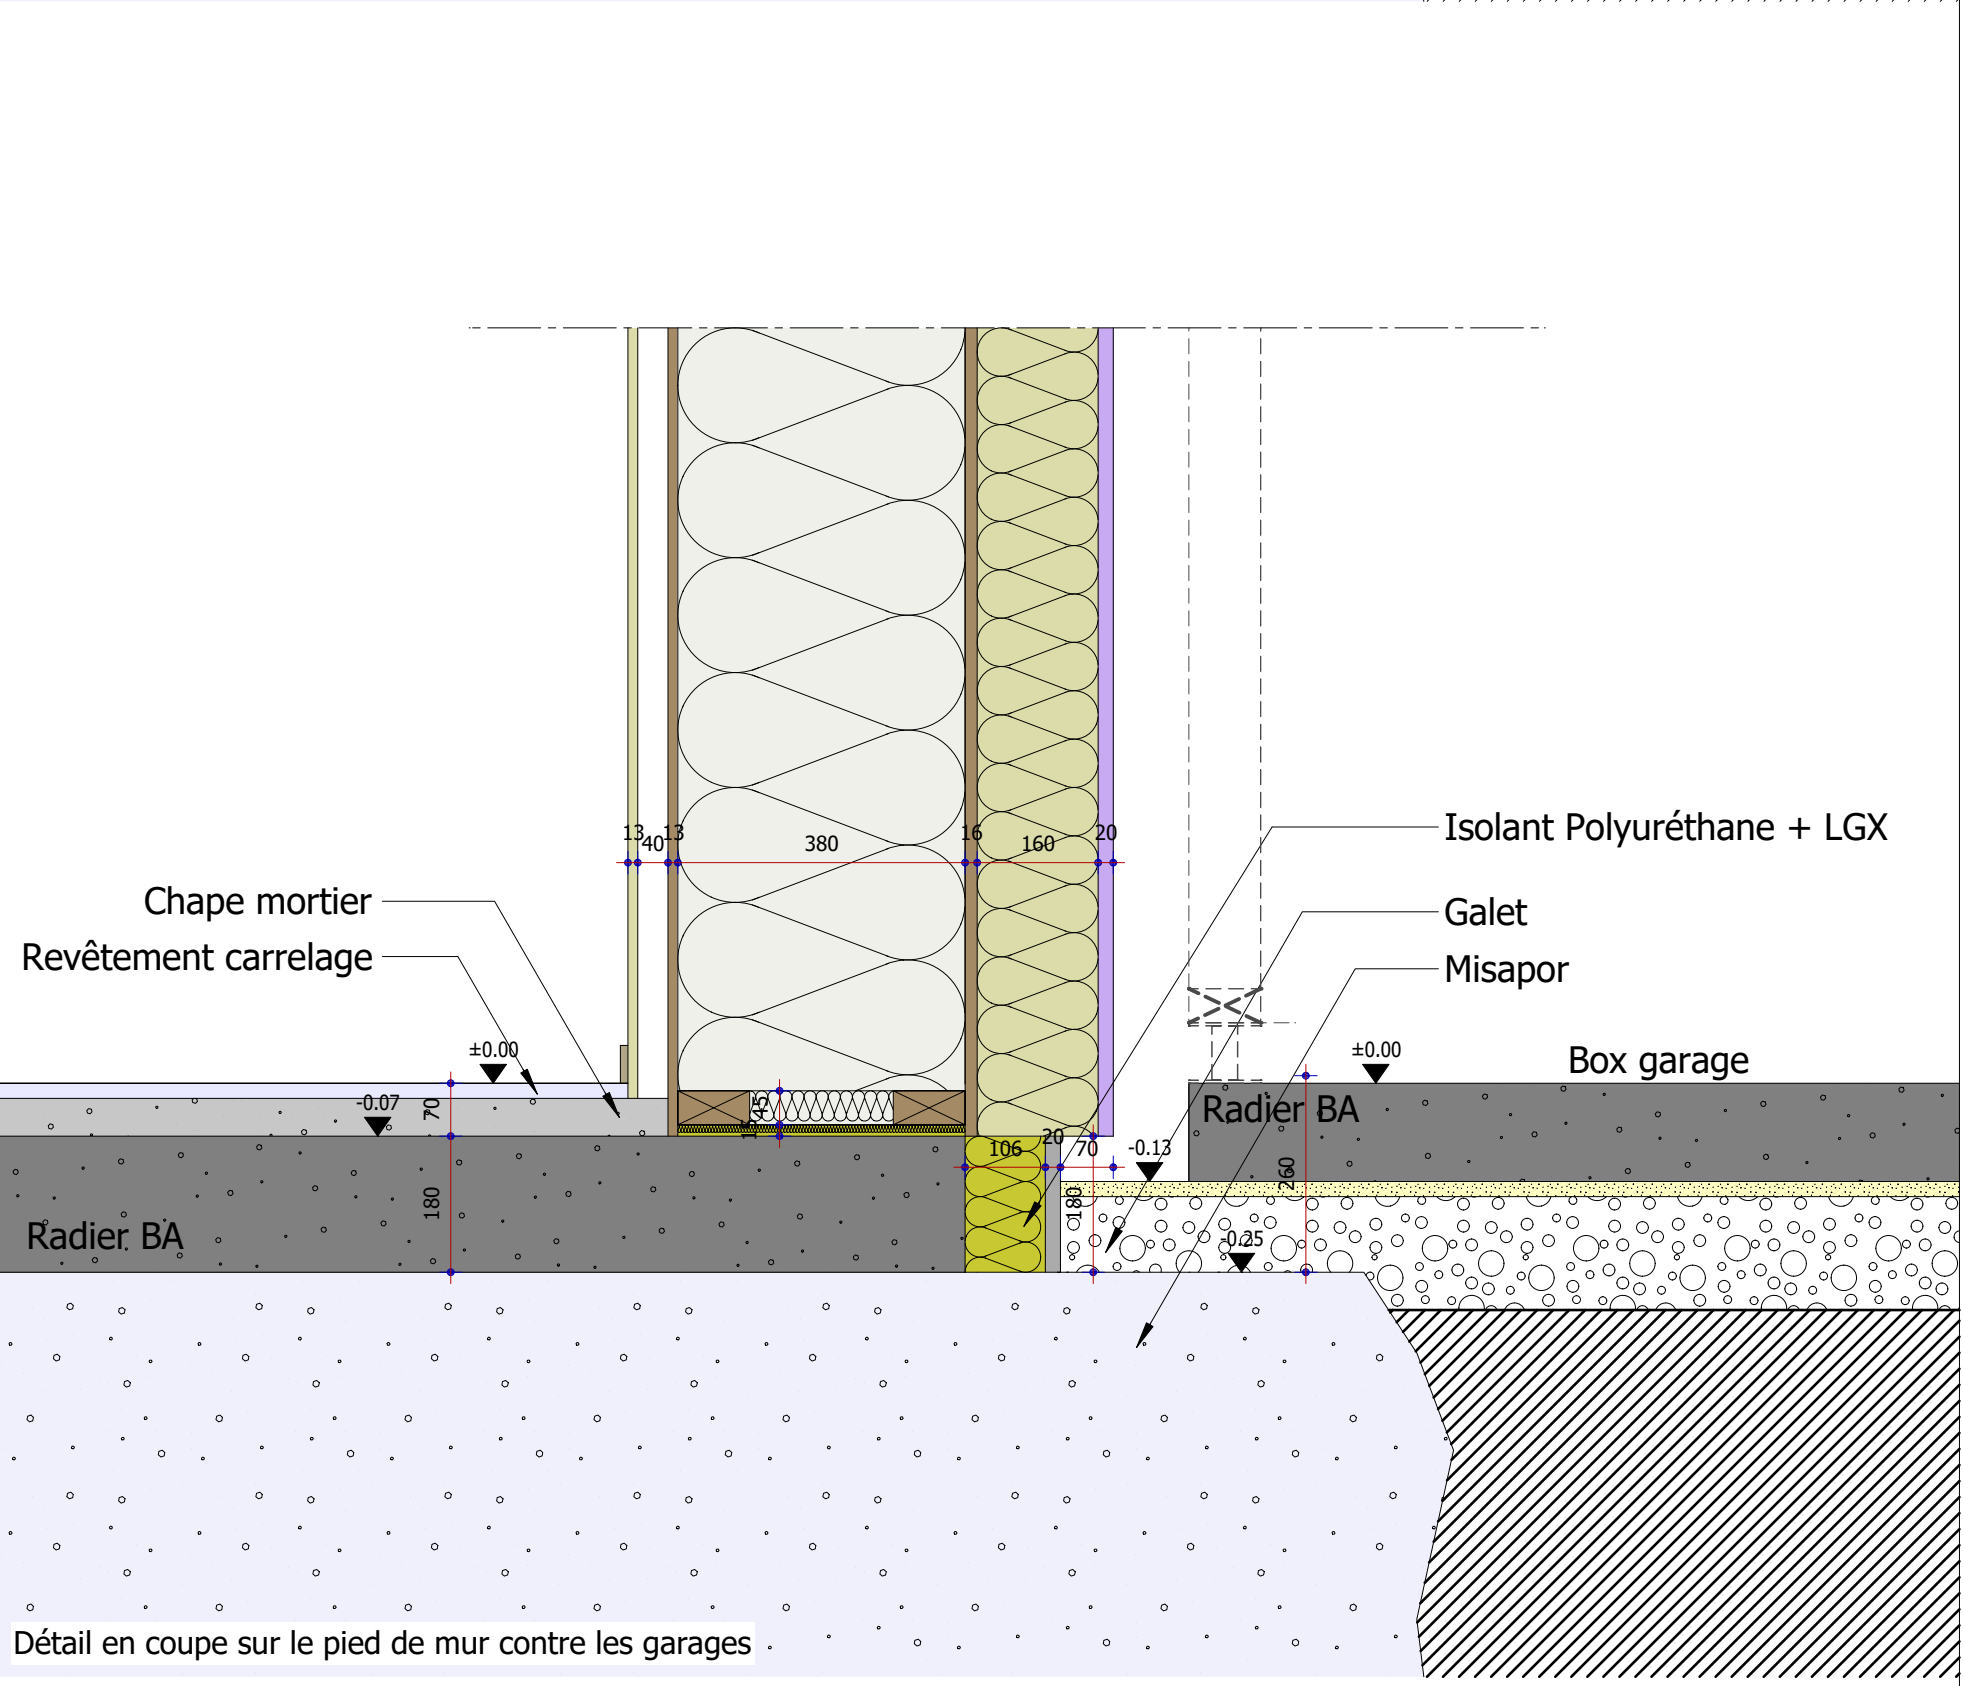 13
40
13
380
16
160
20
Isolant Polyuréthane + LGX
Chape mortier
Galet
Revêtement carrelage
Misapor
±0.00
±0.00
Box garage
-0.07
70
45
15
Radier BA
106
20
70
-0.13
180
180
260
Radier BA
-0.25
Détail en coupe sur le pied de mur contre les garages